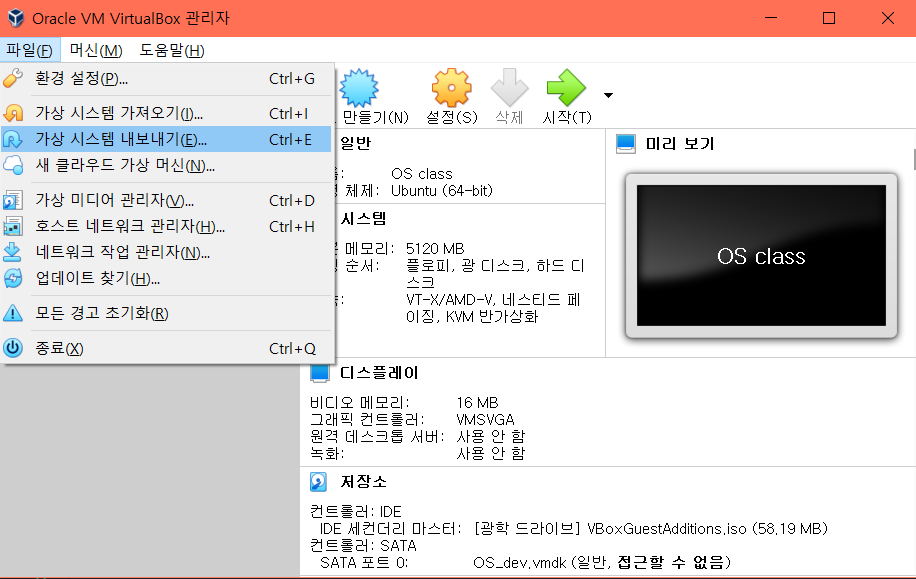 Oracle VM VirtualBox 관리자
파일(F) 머신(M) 도움말(H)
환경 설정(P)... Ctrl+G
가상 시스템 가져오기(I)... Ctrl+I
가상 시스템 내보내기(E)... Ctrl+E
새 클라우드 가상 머신(N)...
가상 미디어 관리자(V)... Ctrl+D
호스트 네트워크 관리자(H)... Ctrl+H
네트워크 작업 관리자(N)...
업데이트 찾기(H)...
모든 경고 초기화(R)
종료(X) Ctrl+Q
만들기(N) 설정(S) 삭제 시작(T)
일반
OS class
체제: Ubuntu (64-bit)
시스템
메모리: 5120 MB
순서: 플로피, 광 디스크, 하드 디
스크
VT-X/AMD-V, 네스티드 페
이징, KVM 반가상화
미리 보기
OS class
디스플레이
비디오 메모리: 16 MB
그래픽 컨트롤러: VMSVGA
원격 데스크톱 서버: 사용 안 함
녹화: 사용 안 함
저장소
컨트롤러: IDE
IDE 세컨더리 마스터: [광학 드라이브] VBoxGuestAdditions.iso (58.19 MB)
컨트롤러: SATA
SATA 포트 0: OS_dev.vmdk (일반, 접근할 수 없음)